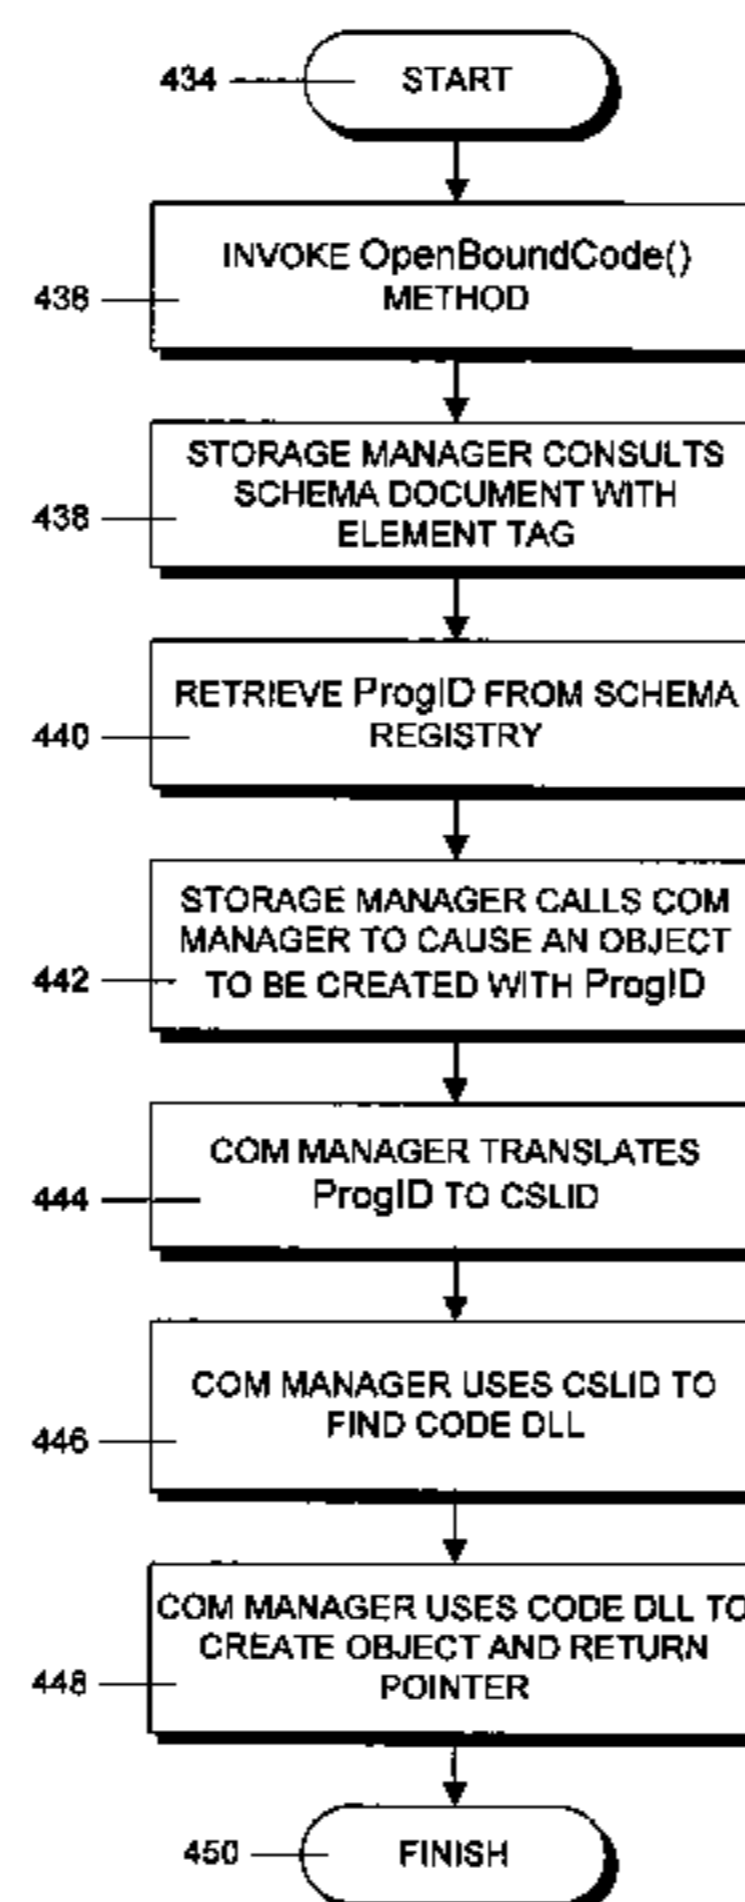 434 START
INVOKE OpenBoundCode()
METHOD
436
STORAGE MANAGER CONSULTS
SCHEMA DOCUMENT WITH
438
ELEMENT TAG
RETRIEVE ProgID FROM SCHEMA
REGISTRY
440
STORAGE MANAGER CALLS COM
MANAGER TO CAUSE AN OBJECT
442 TO BE CREATED WITH ProgID
COM MANAGER TRANSLATES
444 ProgID TO CSLID
COM MANAGER USES CSLID TO
FIND CODE DLL
446
COM MANAGER USES CODE DLL TO
CREATE OBJECT AND RETURN
448 POINTER
450 FINISH